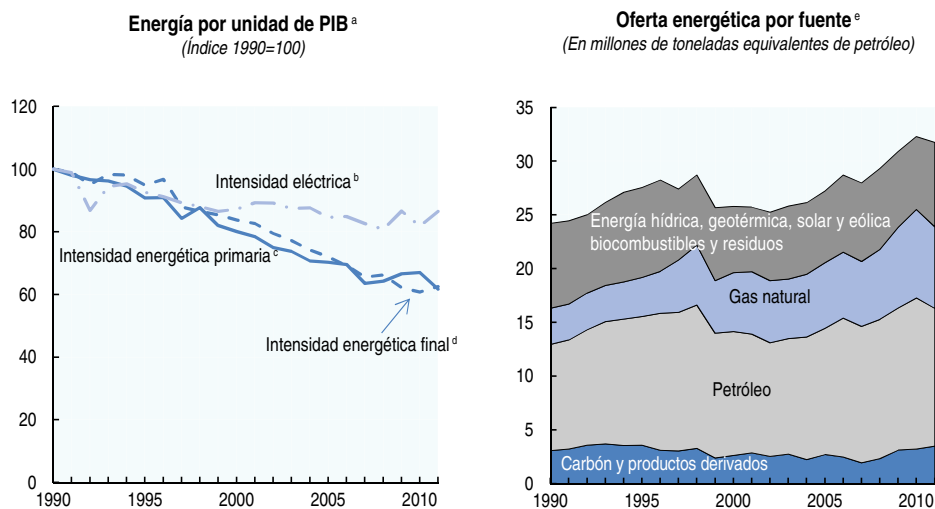 Energía por unidad de PIB a
(Índice 1990=100)
120
100
80
60
40
20
0
1990
1995
2000
2005
2010
Intensidad eléctrica b
Intensidad energética primaria c
Intensidad energética final d
Oferta energética por fuente e
(En millones de toneladas equivalentes de petróleo)
35
30
25
20
15
10
5
0
1990
1995
2000
2005
2010
Energía hídrica, geotérmica, solar y eólica
biocombustibles y residuos
Gas natural
Petróleo
Carbón y productos derivados